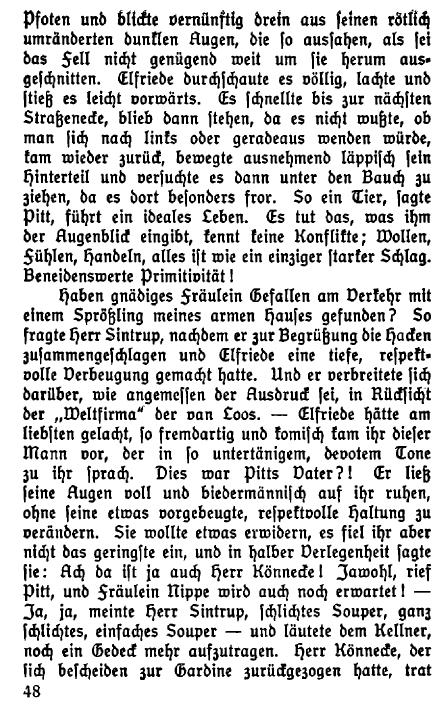 Pfoten und blickte vernünftig drein aus seinen rötlich
umränderten dunklen Augen, die so aussahen, als sei
das Fell nicht genügend weit um sie herum aus-
geschnitten. Elfriede durchschaute es völlig, lachte und
stieß es leicht vorwärts. Es schnellte bis zur nächsten
Straßenecke, blieb dann stehen, da es nicht wußte, ob
man sich nach links oder geradeaus wenden würde,
kam wieder zurück, bewegte ausnehmend läppisch sein
Hinterteil und versuchte es dann unter den Bauch zu
ziehen, da es dort besonders fror. So ein Tier, sagte
Pitt, führt ein ideales Leben. Es tut das, was ihm
der Augenblick eingibt, kennt keine Konflikte; Wollen,
Fühlen, Handeln, alles ist wie ein einziger starker Schlag.
Beneidenswerte Primitivität!
Haben gnädiges Fräulein Gefallen am Verkehr mit
einem Sprößling meines armen Hauses gefunden? So
fragte Herr Sintrup, nachdem er zur Begrüßung die Hacken
zusammengeschlagen und Elfriede eine tiefe, respekt-
volle Verbeugung gemacht hatte. Und er verbreitete sich
darüber, wie angemessen der Ausdruck sei, in Rücksicht
der „Weltfirma“ der van Loos. — Elfriede hätte am
liebsten gelacht, so fremdartig und komisch kam ihr dieser
Mann vor, der in so untertänigem, devotem Tone
zu ihr sprach. Dies war Pitts Vater?! Er ließ
seine Augen voll und biedermännisch auf ihr ruhen,
ohne seine etwas vorgebeugte, respektvolle Haltung zu
verändern. Sie wollte etwas erwidern, es fiel ihr aber
nicht das geringste ein, und in halber Verlegenheit sagte
sie: Ach da ist ja auch Herr Könnecke! Jawohl, rief
Pitt, und Fräulein Nippe wird auch noch erwartet! —
Ja, ja, meinte Herr Sintrup, schlichtes Souper, ganz
schlichtes, einfaches Souper — und läutete dem Kellner,
noch ein Gedeck mehr aufzutragen. Herr Könnecke, der
sich bescheiden zur Gardine zurückgezogen hatte, trat
48